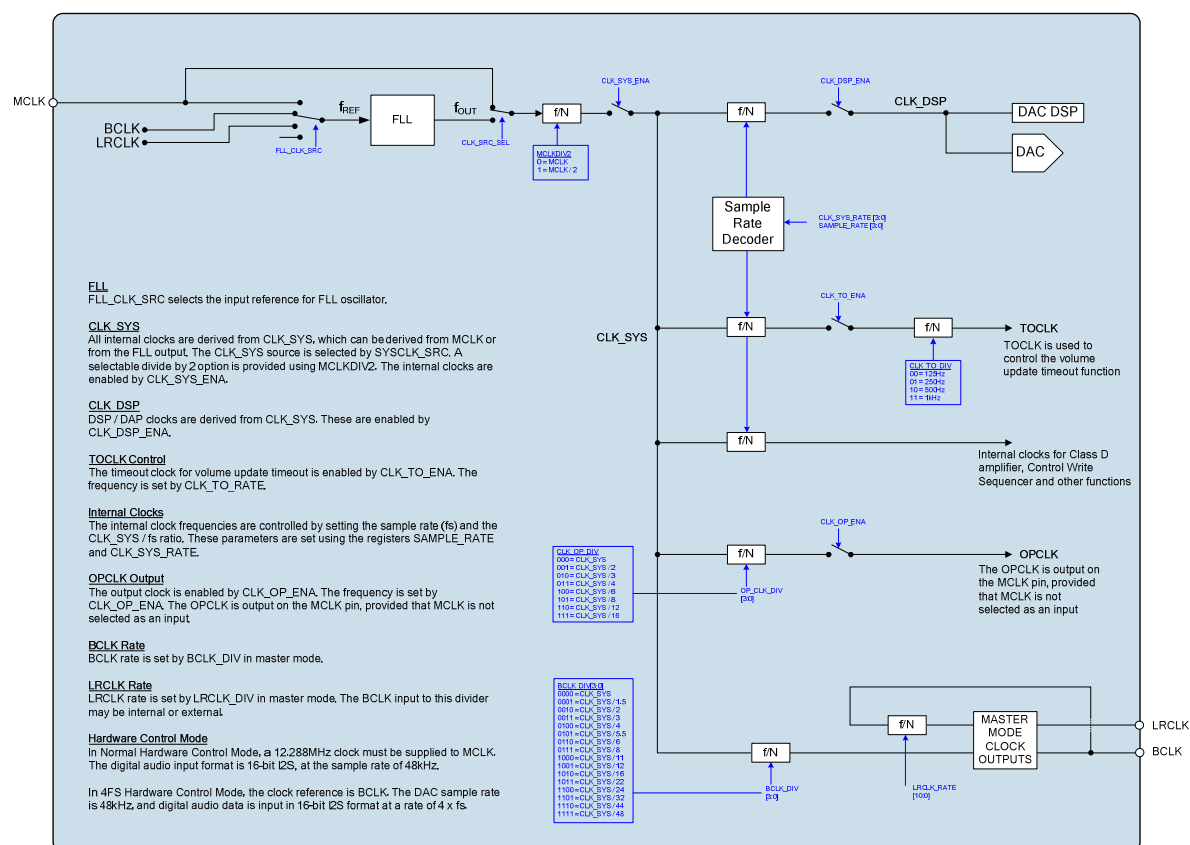 MCLK
BCLK
LRCLK
FLL_CLK_SRC
fREF
FLL
fOUT
CLK_SRC_SEL
f/N
MCLKDIV2
0 = MCLK
1 = MCLK / 2
CLK_SYS_ENA
f/N
CLK_DSP_ENA
CLK_DSP
DAC DSP
DAC
Sample
Rate
Decoder
CLK_SYS_RATE [3:0]
SAMPLE_RATE [3:0]
CLK_SYS
f/N
CLK_TO_ENA
f/N
TOCLK
TOCLK is used to
control the volume
update timeout function
CLK_TO_DIV
00 = 125Hz
01 = 250Hz
10 = 500Hz
11 = 1kHz
f/N
Internal clocks for Class D
amplifier, Control Write
Sequencer and other functions
CLK_OP_ENA
f/N
OPCLK
The OPCLK is output on
the MCLK pin, provided
that MCLK is not
selected as an input
CLK_OP_DIV
000= CLK_SYS
001= CLK_SYS / 2
010= CLK_SYS / 3
011= CLK_SYS / 4
100= CLK_SYS / 6
101= CLK_SYS / 8
110= CLK_SYS / 12
111= CLK_SYS / 16
OP_CLK_DIV
[3:0]
BCLK_DIV[3:0]
0000 =CLK_SYS
0001 =CLK_SYS / 1.5
0010 =CLK_SYS / 2
0011 =CLK_SYS / 3
0100 =CLK_SYS / 4
0101 =CLK_SYS / 5.5
0110 =CLK_SYS / 6
0111 =CLK_SYS / 8
1000 =CLK_SYS / 11
1001 =CLK_SYS / 12
1010 =CLK_SYS / 16
1011 =CLK_SYS / 22
1100 =CLK_SYS / 24
1101 =CLK_SYS / 32
1110 =CLK_SYS / 44
1111 =CLK_SYS / 48
f/N
BCLK_DIV
[3:0]
f/N
LRCLK_RATE
[10:0]
MASTER
MODE
CLOCK
OUTPUTS
LRCLK
BCLK
FLL
FLL_CLK_SRC selects the input reference for FLL oscillator.
CLK_SYS
All internal clocks are derived from CLK_SYS, which can be derived from MCLK or
from the FLL output. The CLK_SYS source is selected by SYSCLK_SRC. A
selectable divide by 2 option is provided using MCLKDIV2. The internal clocks are
enabled by CLK_SYS_ENA.
CLK_DSP
DSP / DAP clocks are derived from CLK_SYS. These are enabled by
CLK_DSP_ENA.
TOCLK Control
The timeout clock for volume update timeout is enabled by CLK_TO_ENA. The
frequency is set by CLK_TO_RATE.
Internal Clocks
The internal clock frequencies are controlled by setting the sample rate (fs) and the
CLK_SYS / fs ratio. These parameters are set using the registers SAMPLE_RATE
and CLK_SYS_RATE.
OPCLK Output
The output clock is enabled by CLK_OP_ENA. The frequency is set by
CLK_OP_ENA. The OPCLK is output on the MCLK pin, provided that MCLK is not
selected as an input.
BCLK Rate
BCLK rate is set by BCLK_DIV in master mode.
LRCLK Rate
LRCLK rate is set by LRCLK_DIV in master mode. The BCLK input to this divider
may be internal or external.
Hardware Control Mode
In Normal Hardware Control Mode, a 12.288MHz clock must be supplied to MCLK.
The digital audio input format is 16-bit I2S, at the sample rate of 48kHz.
In 4FS Hardware Control Mode, the clock reference is BCLK. The DAC sample rate
is 48kHz, and digital audio data is input in 16-bit I2S format at a rate of 4 x fs.